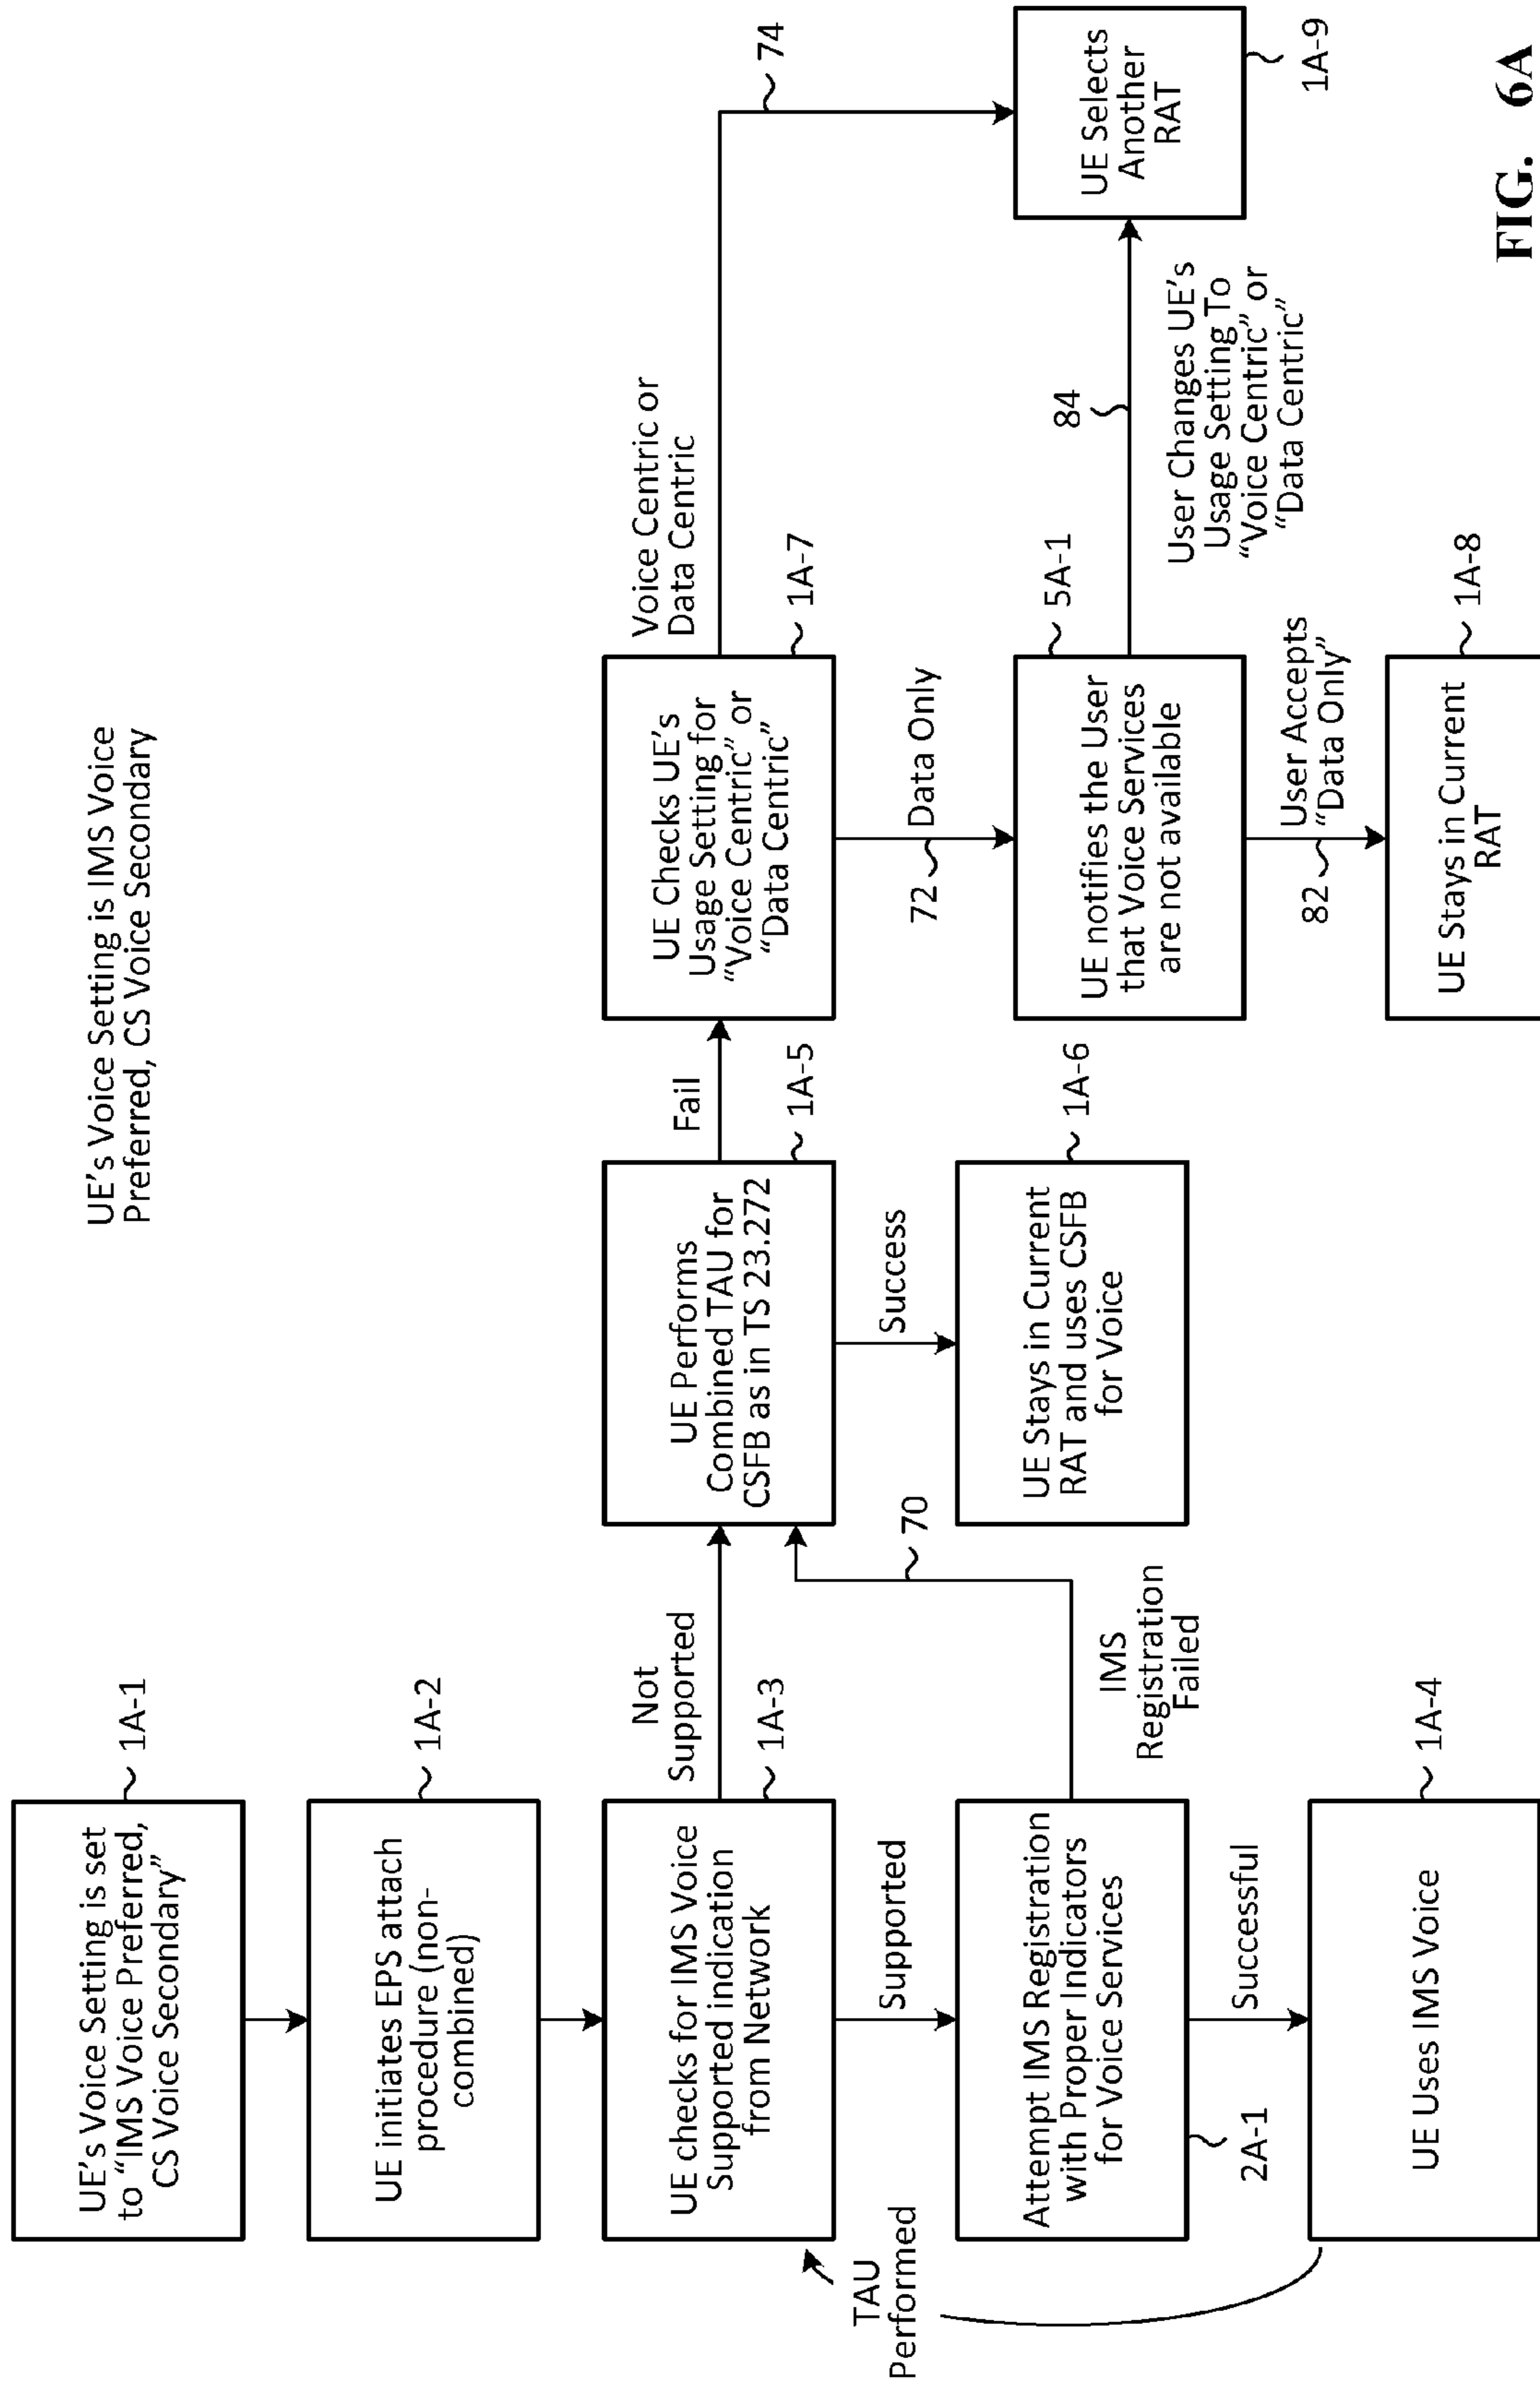 UE's Voice Setting is IMS Voice
Preferred, CS Voice Secondary
UE's Voice Setting is set
to “IMS Voice Preferred,
CS Voice Secondary”
1A-1
UE initiates EPS attach
procedure (non-
combined)
1A-2
UE checks for IMS Voice
Supported indication
from Network
1A-3
Not
Supported
Supported
TAU
Performed
Attempt IMS Registration
with Proper Indicators
for Voice Services
2A-1
IMS
Registration
Failed
70
Successful
UE Uses IMS Voice
1A-4
UE Performs
Combined TAU for
CSFB as in TS 23.272
1A-5
Fail
Success
UE Stays in Current
RAT and uses CSFB
for Voice
1A-6
UE Checks UE's
Usage Setting for
“Voice Centric” or
“Data Centric”
1A-7
Voice Centric or
Data Centric
74
72
Data Only
UE notifies the User
that Voice Services
are not available
5A-1
84
User Changes UE's
Usage Setting To
“Voice Centric” or
“Data Centric”
82
User Accepts
“Data Only”
UE Stays in Current
RAT
1A-8
UE Selects
Another
RAT
1A-9
FIG. 6A